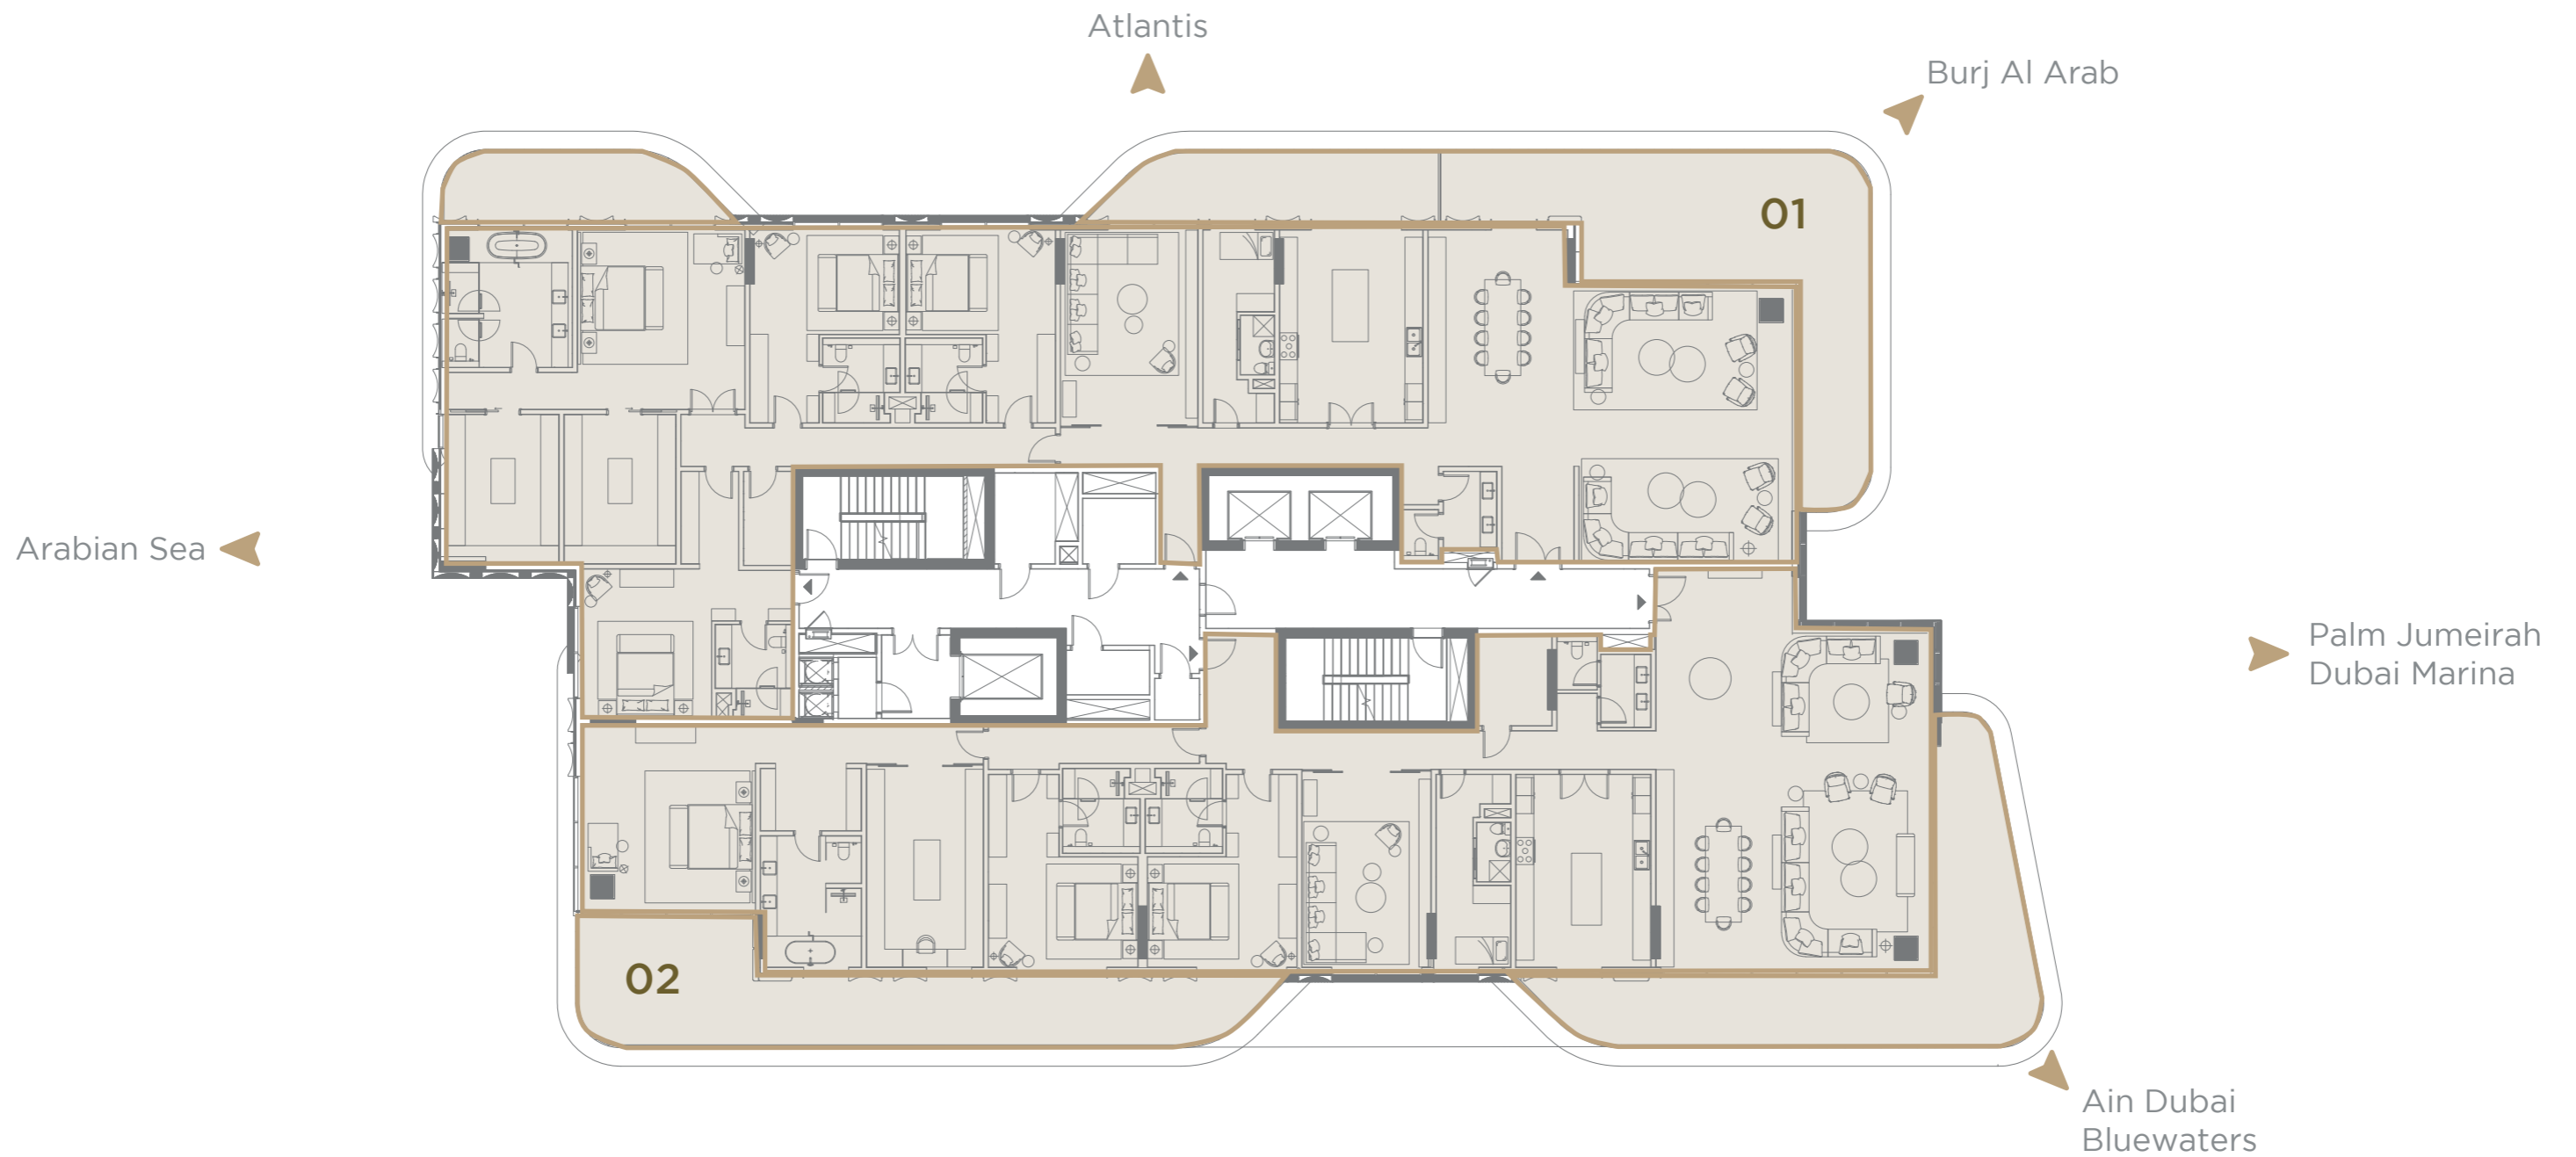 Atlantis
Burj Al Arab
01
Arabian Sea
Palm Jumeirah
Dubai Marina
02
Ain Dubai
Bluewaters